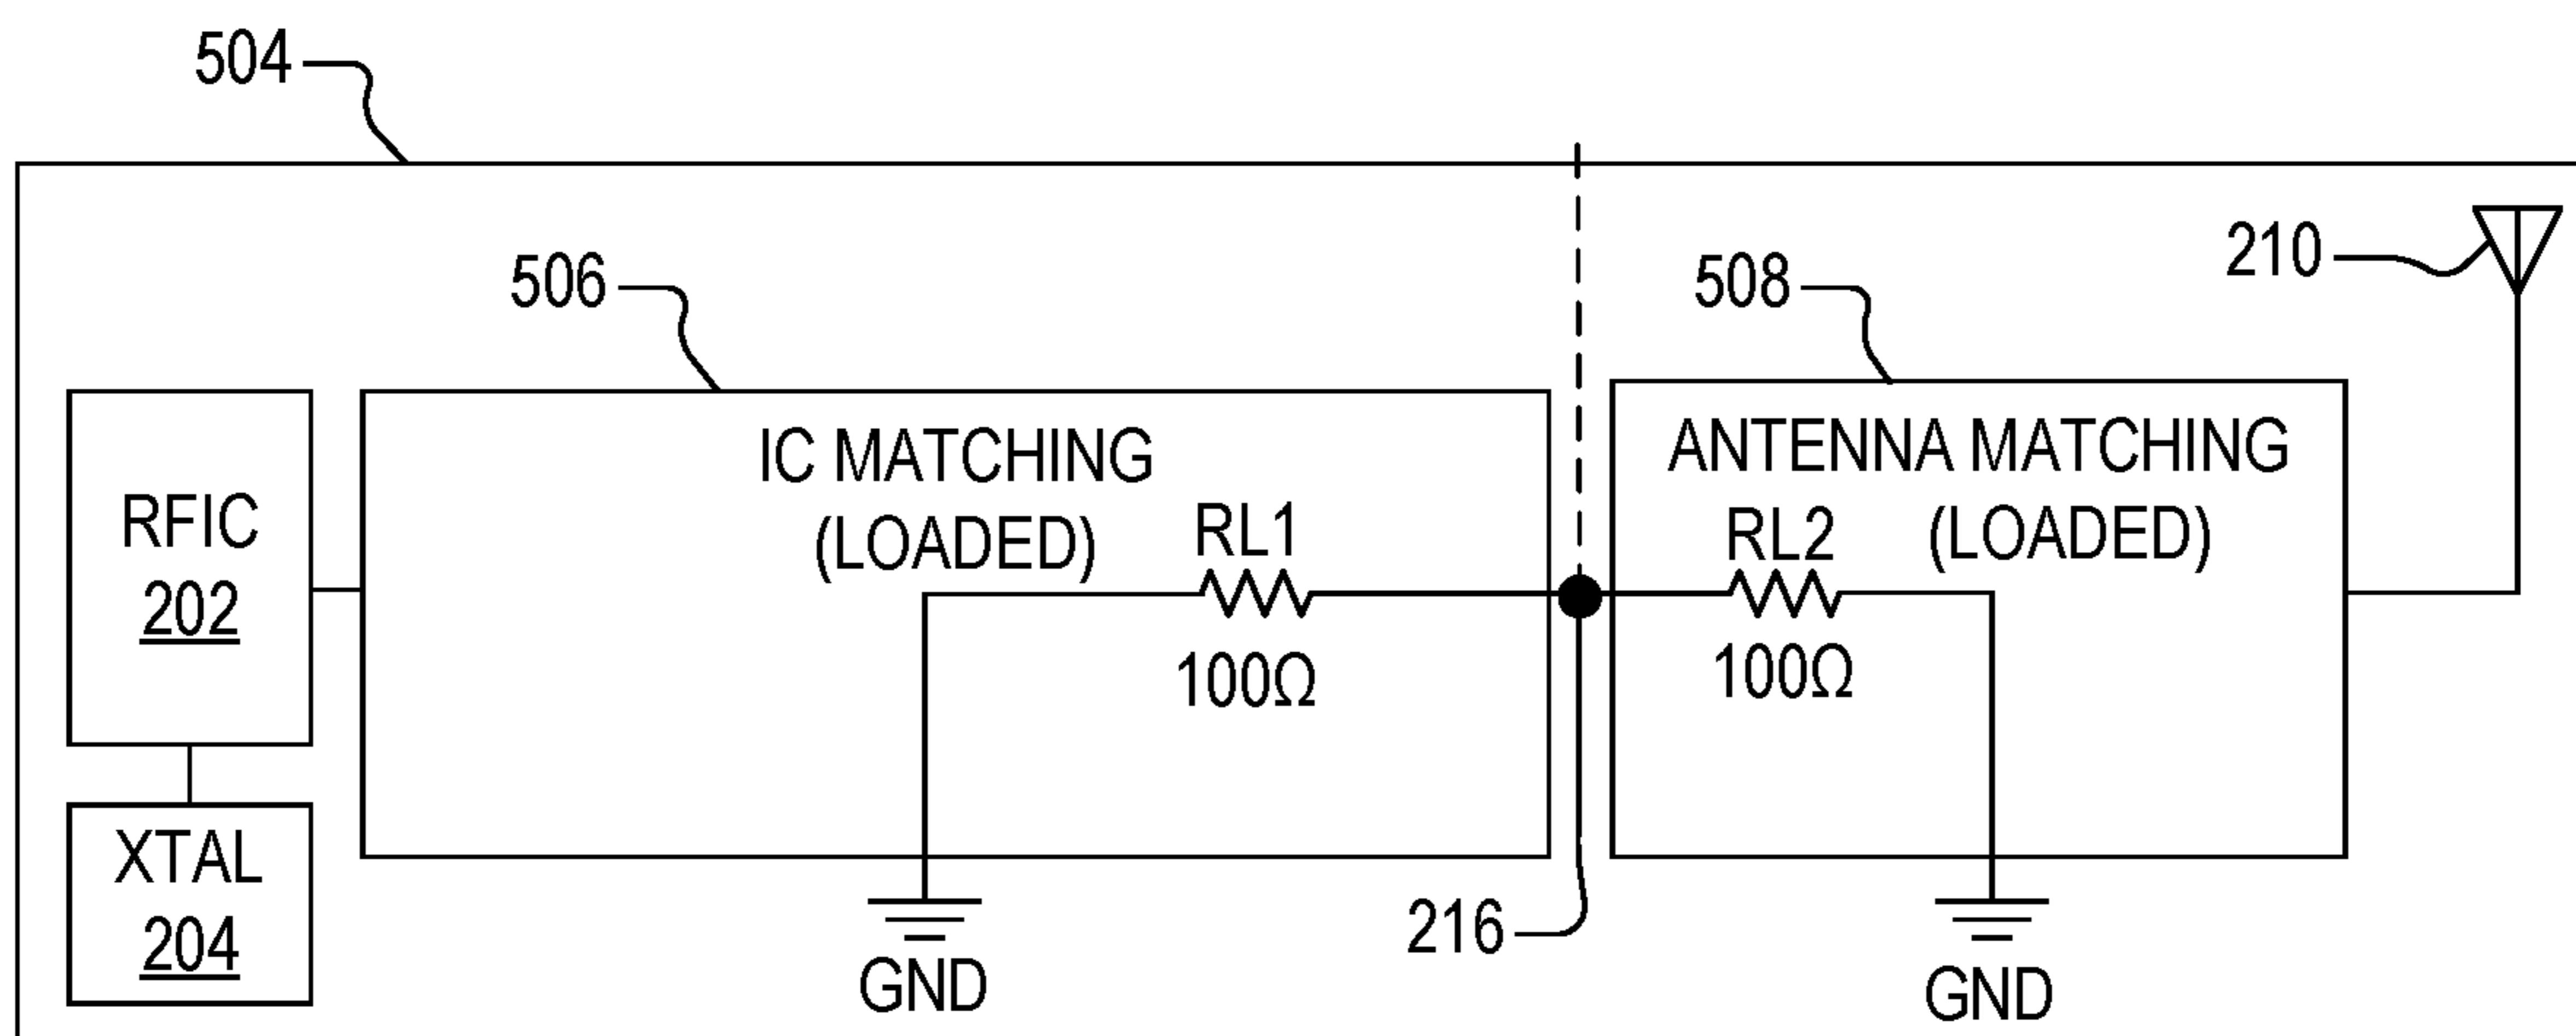 504
506
508
210
IC MATCHING
(LOADED)
ANTENNA MATCHING
(LOADED)
RFIC
202
RL1
100Ω
RL2
100Ω
XTAL
204
216
GND
GND